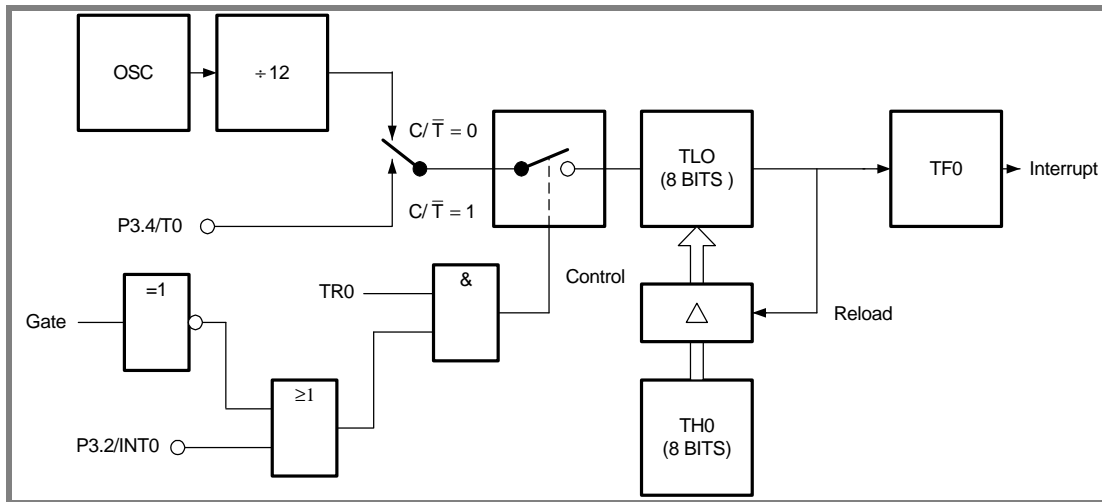 OSC
÷12
C/T̅ = 0
TLO
(8 BITS )
TF0
Interrupt
C/T̅ = 1
P3.4/T0
Control
=1
TR0
&
Gate
Reload
≥1
P3.2/INT0
TH0
(8 BITS)